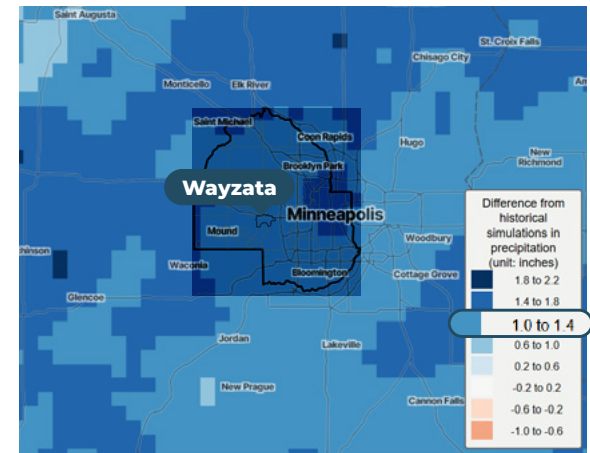 Saint Augusta
St. Croix Falls
Chisago City
Monticello
Elk River
Am
Saint Michael
Coon Rapids
Hugo
New
Richmond
Brooklyn Park
Wayzata
Minneapolis
Mound
Woodbury
hinson
Waconia
Bloomington
Cottage Grove
Glencoe
Jordan
Lakeville
New Prague
Cannon Falls
Difference from
historical
simulations in
precipitation
(unit: inches)
1.8 to 2.2
1.4 to 1.8
1.0 to 1.4
0.6 to 1.0
0.2 to 0.6
-0.2 to 0.2
-0.6 to -0.2
-1.0 to -0.6